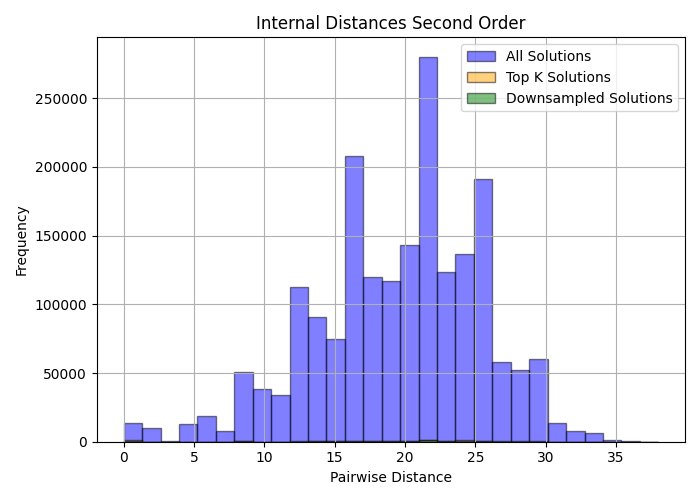 Internal Distances Second Order
All Solutions
Top K Solutions
Downsampled Solutions
250000
200000
150000
100000
50000
0
Frequency
0 5 10 15 20 25 30 35
Pairwise Distance